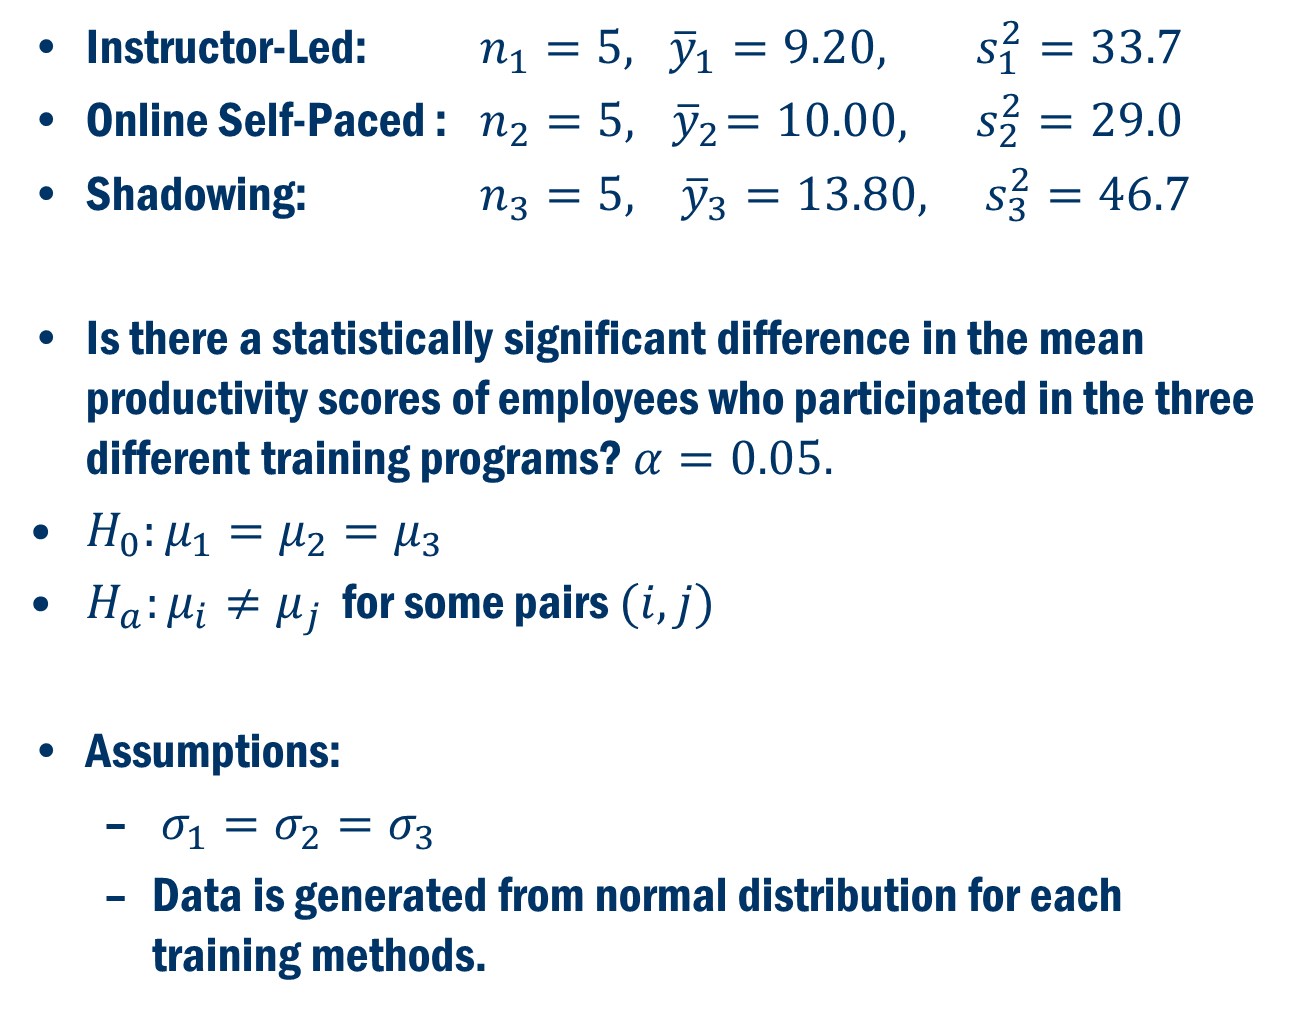 • Instructor-Led: n₁ = 5, ȳ₁ = 9.20, s₁² = 33.7
• Online Self-Paced : n₂ = 5, ȳ₂= 10.00, s₂² = 29.0
• Shadowing: n₃ = 5, ȳ₃ = 13.80, s₃² = 46.7
• Is there a statistically significant difference in the mean
productivity scores of employees who participated in the three
different training programs? α = 0.05.
• H₀: μ₁ = μ₂ = μ₃
• Hₐ: μᵢ ≠ μⱼ for some pairs (i, j)
• Assumptions:
– σ₁ = σ₂ = σ₃
– Data is generated from normal distribution for each
training methods.